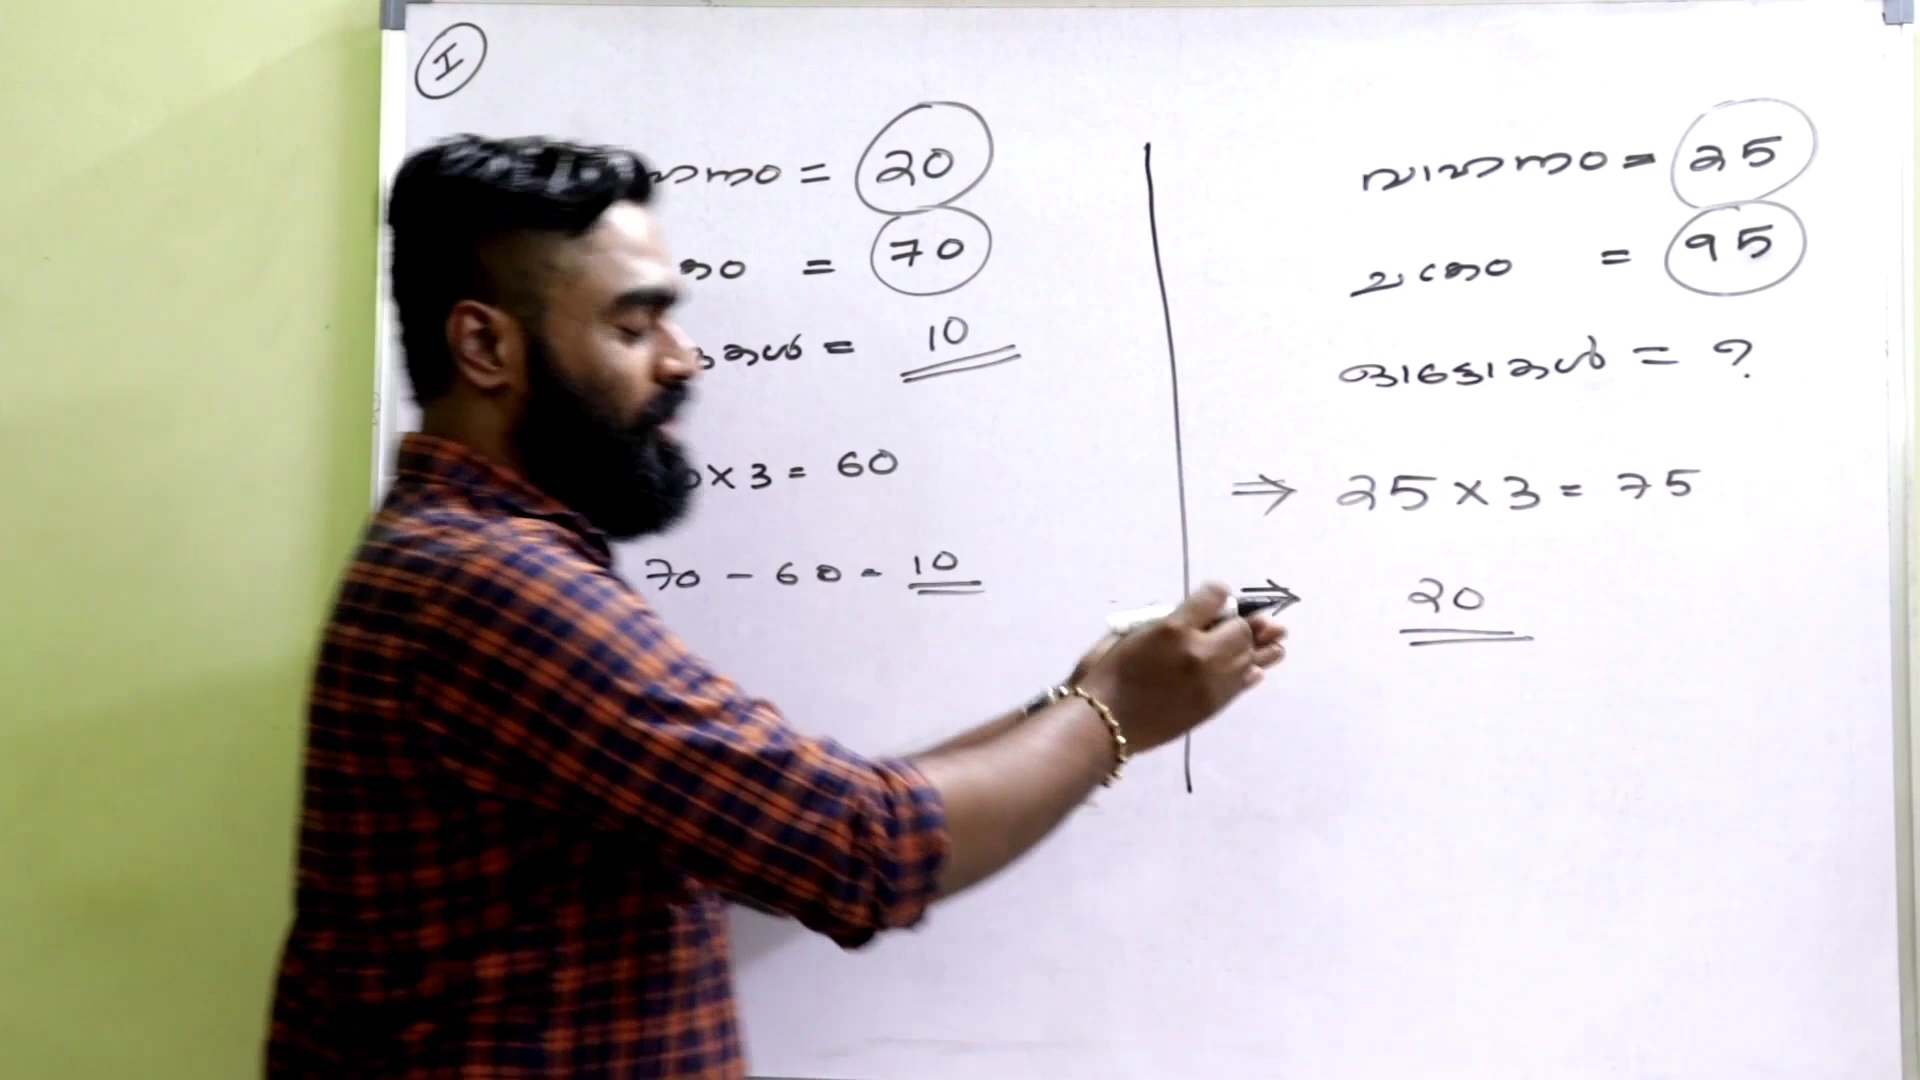 I
= 20
= 70
= 10
x 3 = 60
70 - 60 = 10
വാഹനം = 25
ചക്രം = 95
ഓട്ടോകൾ = ?
⇒ 25 x 3 = 75
⇒ 20